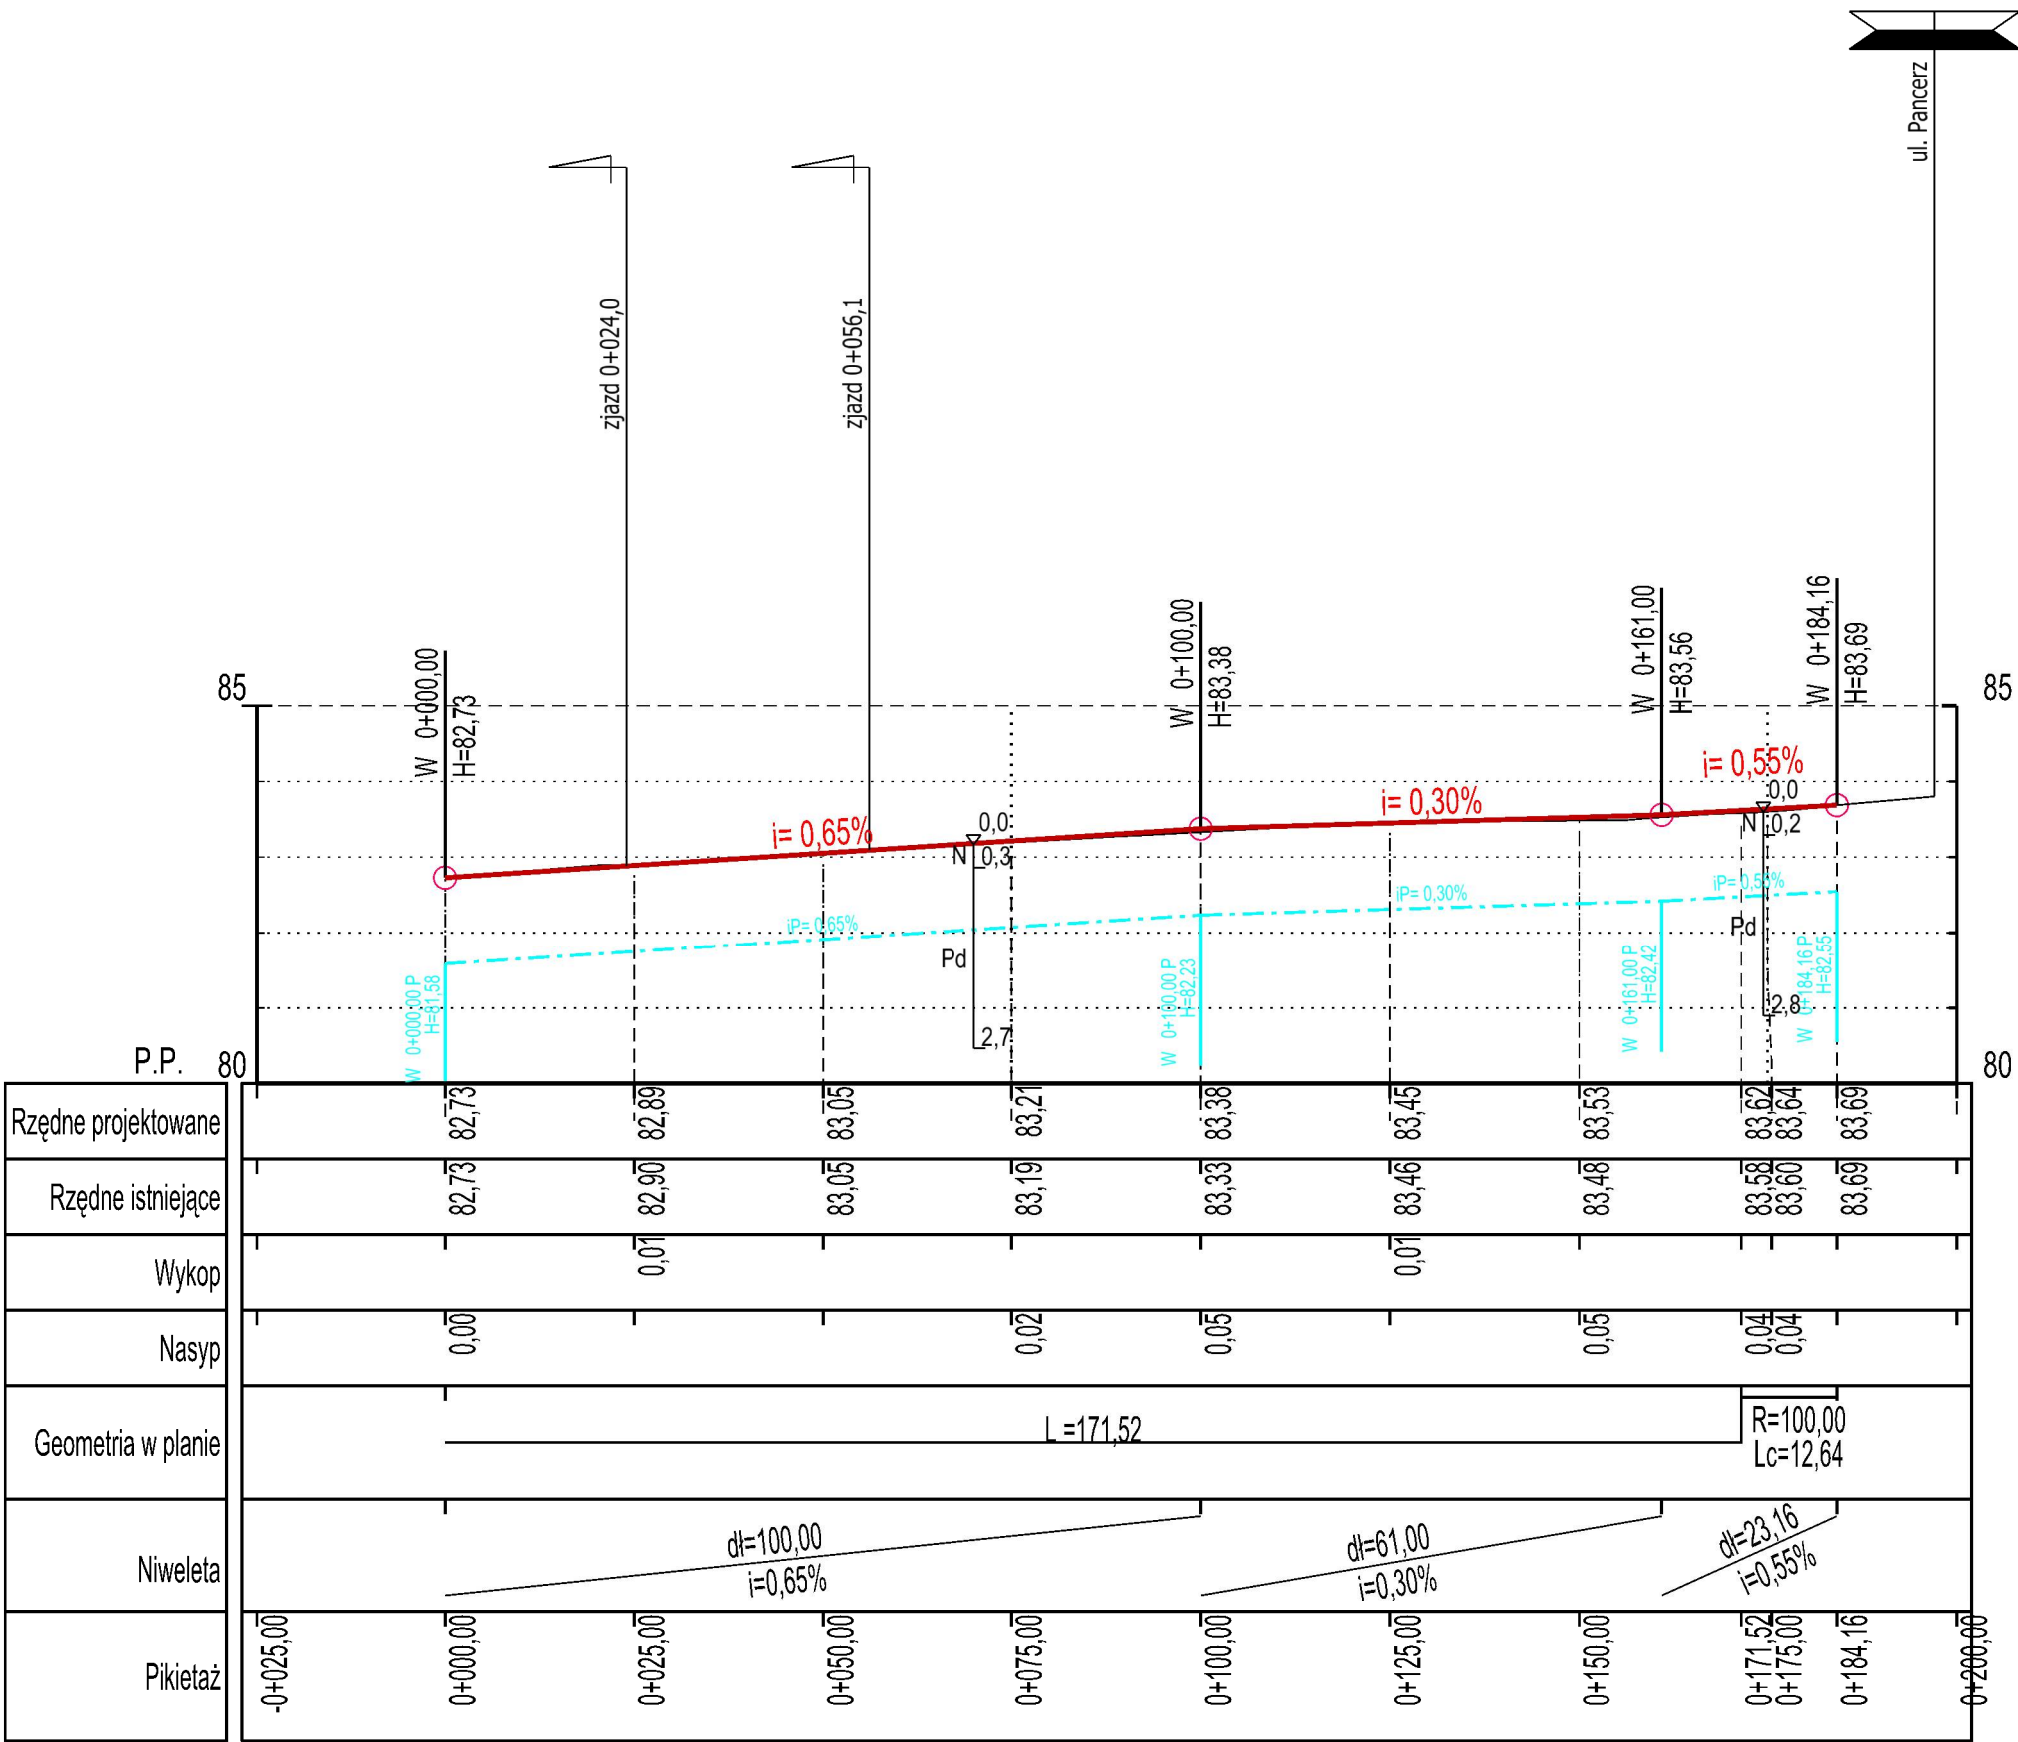 ul. Pancerz
zjazd 0+024,0
zjazd 0+056,1
W 0+000,00
H=82,73
W 0+100,00
H=83,38
W 0+161,00
H=83,56
W 0+184,16
H=83,69
85
85
i= 0,65%
i= 0,30%
i= 0,55%
0,0
N
0,3
Pd
2,7
0,0
N
0,2
Pd
2,8
iP= 0,65%
iP= 0,30%
iP= 0,55%
W 0+000,00 P
H=81,58
W 0+100,00 P
H=82,23
W 0+161,00 P
H=82,42
W 0+184,16 P
H=82,55
P.P. 80
80
Rzędne projektowane 82,73 82,89 83,05 83,21 83,38 83,45 83,53 83,62 83,64 83,69
Rzędne istniejące 82,73 82,90 83,05 83,19 83,33 83,46 83,48 83,58 83,60 83,69
Wykop 0,01 0,01
Nasyp 0,00 0,02 0,05 0,05 0,04 0,04
Geometria w planie
L =171,52
R=100,00
Lc=12,64
Niweleta
dł=100,00
i=0,65%
dł=61,00
i=0,30%
dł=23,16
i=0,55%
Pikietaż -0+025,00 0+000,00 0+025,00 0+050,00 0+075,00 0+100,00 0+125,00 0+150,00 0+171,52 0+175,00 0+184,16 0+200,00